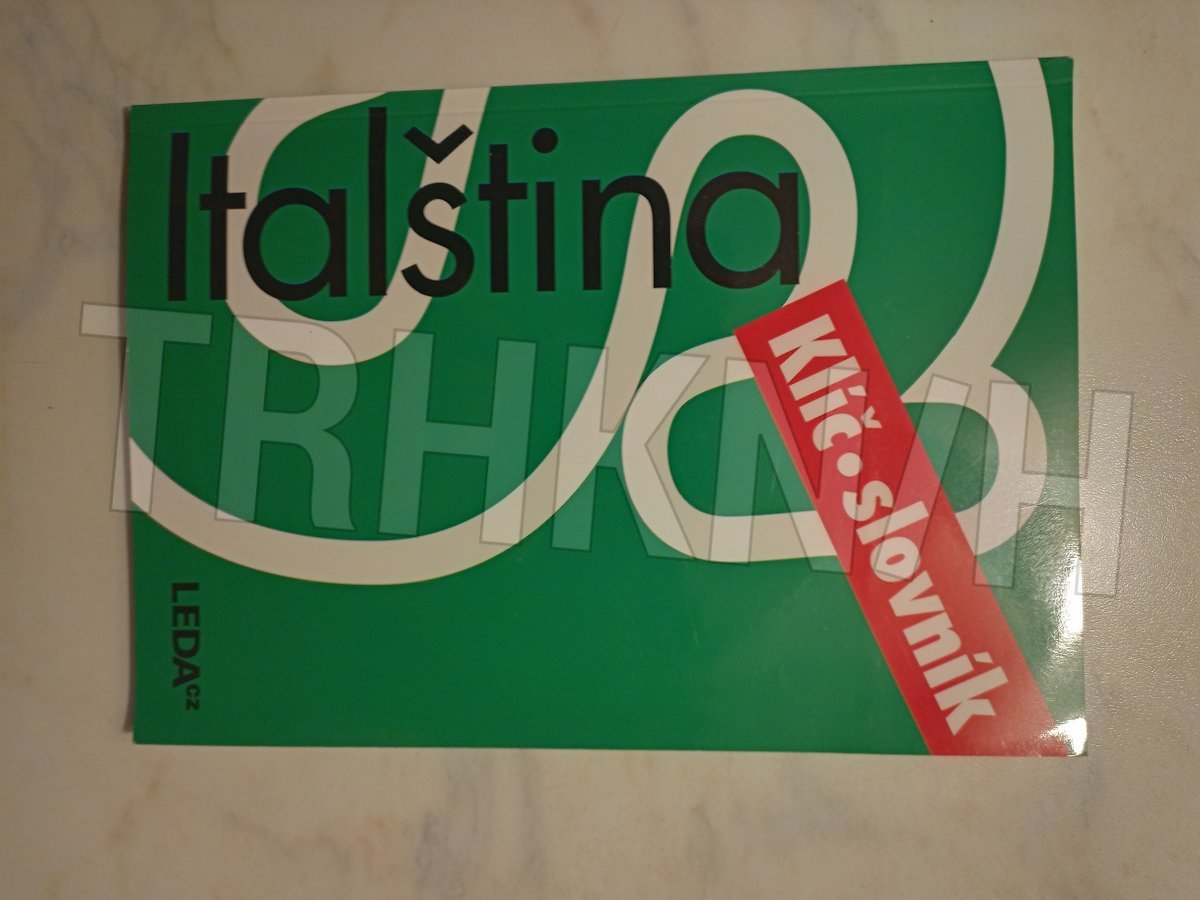 Italština
Klíč • slovník
TRHKNIH
LEDA cz